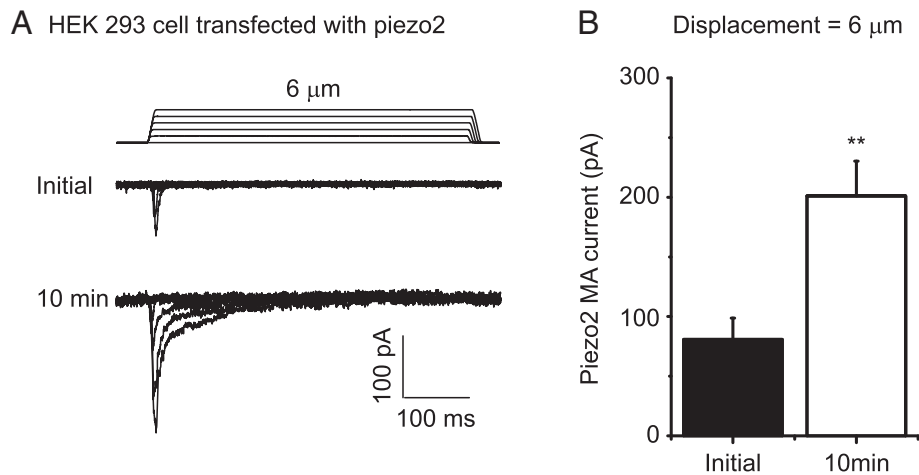 A HEK 293 cell transfected with piezo2
6 μm
Initial
10 min
100 pA
100 ms
B Displacement = 6 μm
Piezo2 MA current (pA)
300
200
100
0
**
Initial 10min